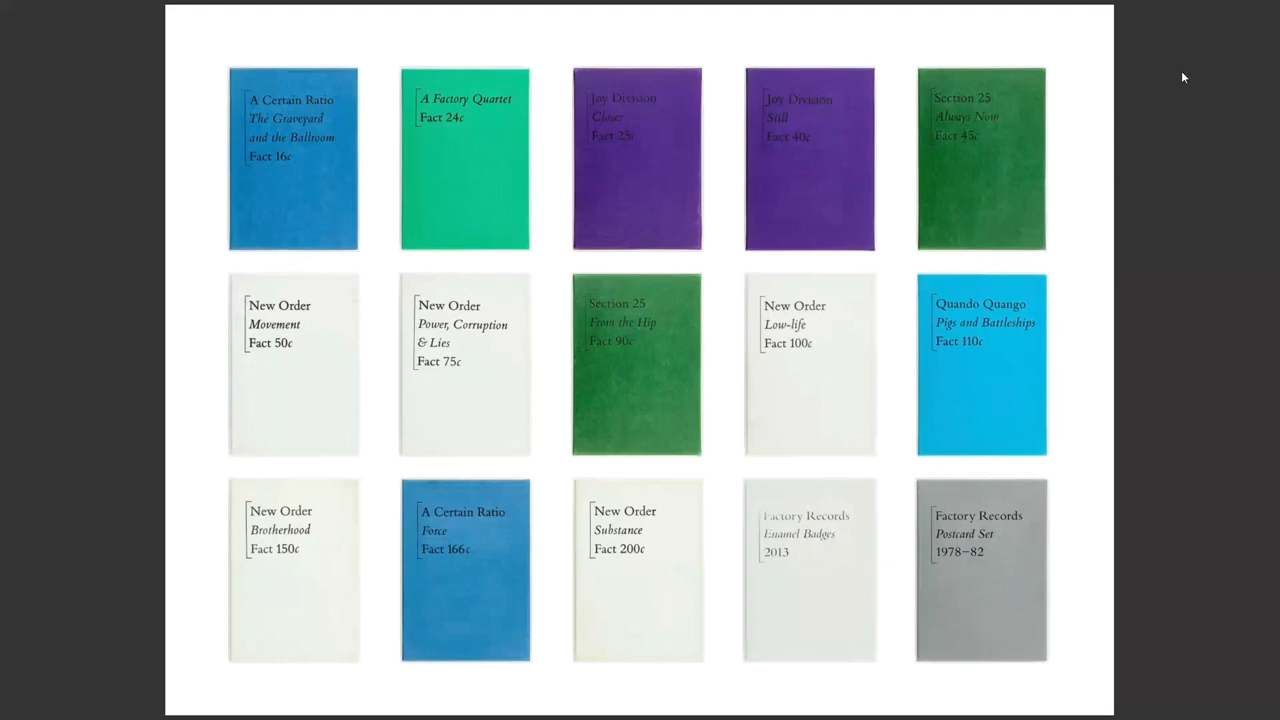 A Certain Ratio
The Graveyard
and the Ballroom
Fact 16c
A Factory Quartet
Fact 24c
Joy Division
Closer
Fact 25c
Joy Division
Still
Fact 40c
Section 25
Always Now
Fact 45c
New Order
Movement
Fact 50c
New Order
Power, Corruption
& Lies
Fact 75c
Section 25
From the Hip
Fact 90c
New Order
Low-life
Fact 100c
Quando Quango
Pigs and Battleships
Fact 110c
New Order
Brotherhood
Fact 150c
A Certain Ratio
Force
Fact 166c
New Order
Substance
Fact 200c
Factory Records
Enamel Badges
2013
Factory Records
Postcard Set
1978–82